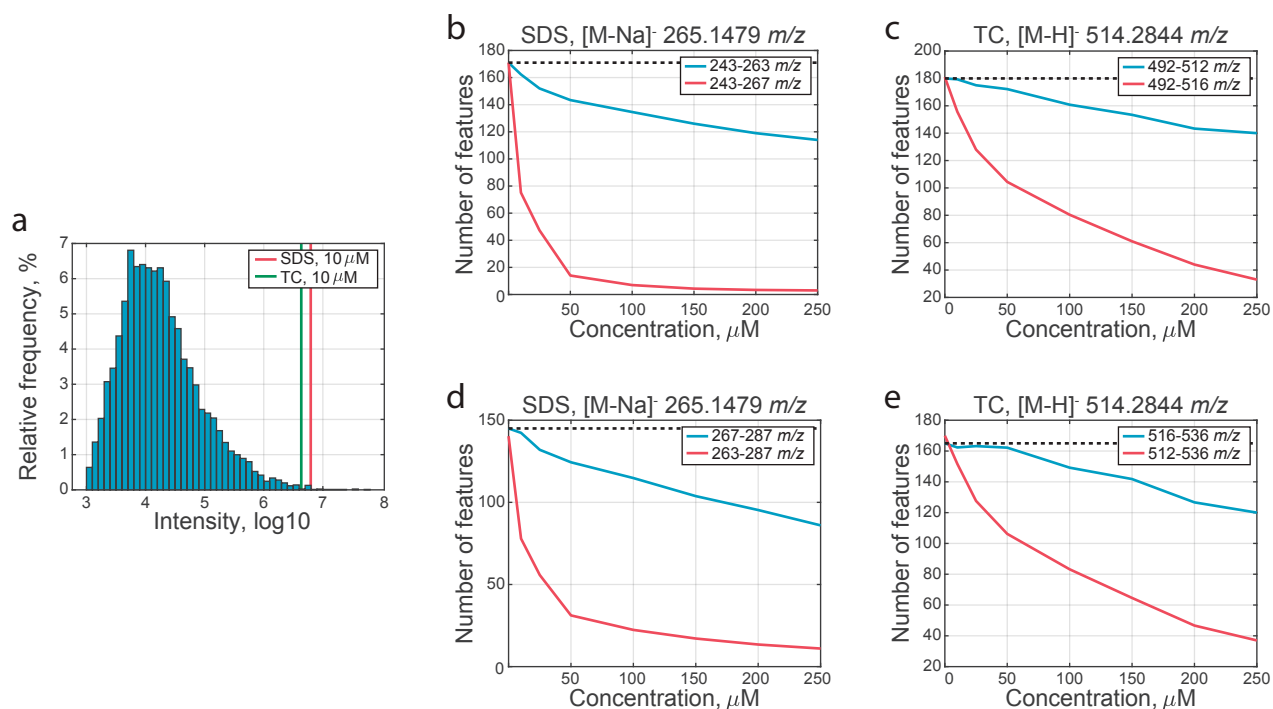 a
Relative frequency, %
7
6
5
4
3
2
1
0
3 4 5 6 7 8
Intensity, log10
SDS, 10 μM
TC, 10 μM
b
SDS, [M-Na]- 265.1479 m/z
Number of features
180
160
140
120
100
80
60
40
20
0
50 100 150 200 250
Concentration, μM
243-263 m/z
243-267 m/z
c
TC, [M-H]- 514.2844 m/z
Number of features
200
180
160
140
120
100
80
60
40
20
0 50 100 150 200 250
Concentration, μM
492-512 m/z
492-516 m/z
d
SDS, [M-Na]- 265.1479 m/z
Number of features
150
100
50
0
50 100 150 200 250
Concentration, μM
267-287 m/z
263-287 m/z
e
TC, [M-H]- 514.2844 m/z
Number of features
180
160
140
120
100
80
60
40
20
0 50 100 150 200 250
Concentration, μM
516-536 m/z
512-536 m/z